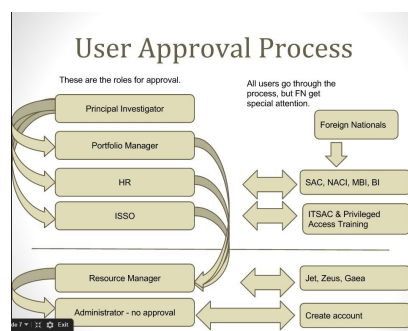 User Approval Process
These are the roles for approval.
All users go through the
process, but FN get
special attention.
Principal Investigator
Foreign Nationals
Portfolio Manager
HR
SAC, NACI, MBI, BI
ISSO
ITSAC & Privileged
Access Training
Resource Manager
Jet, Zeus, Gaea
Administrator - no approval
Create account
de 7
Exit